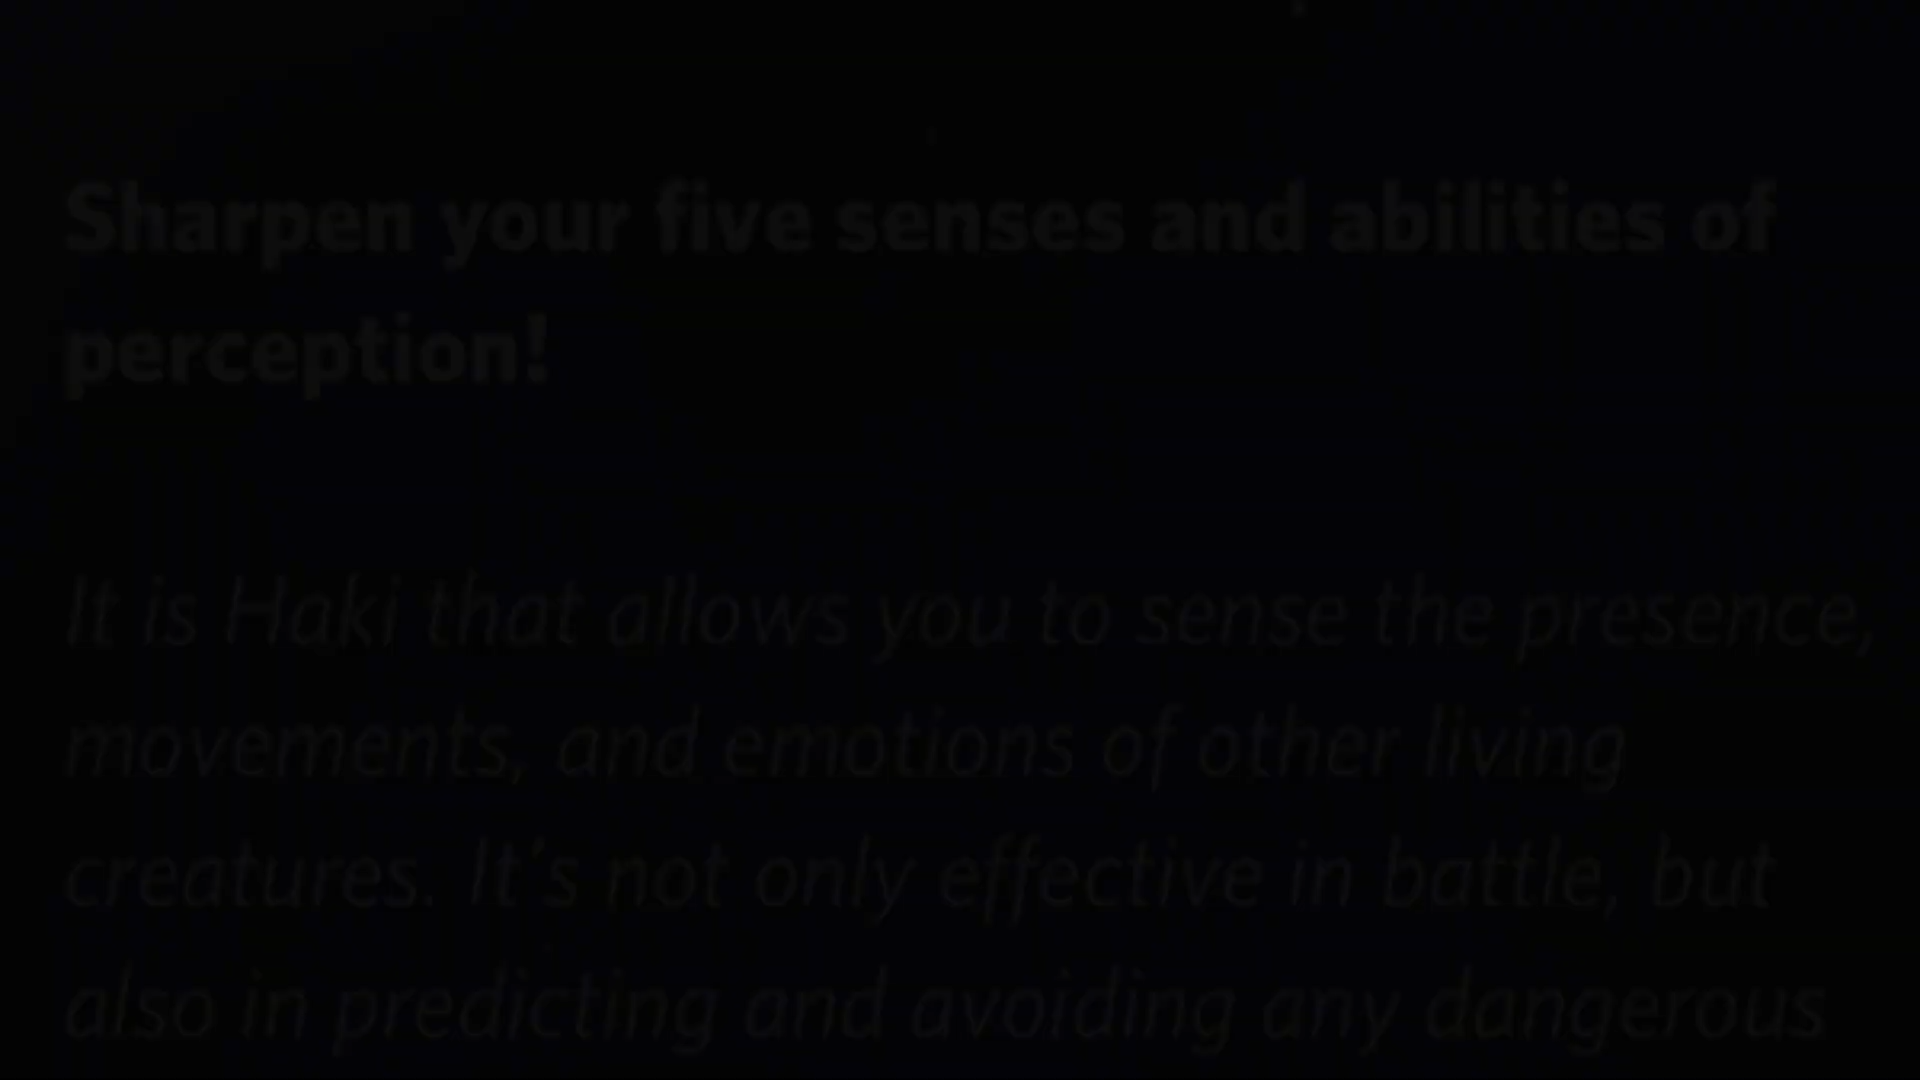 Sharpen your five senses and abilities of
perception!
It is Haki that allows you to sense the presence,
movements, and emotions of other living
creatures. It’s not only effective in battle, but
also in predicting and avoiding any dangerous